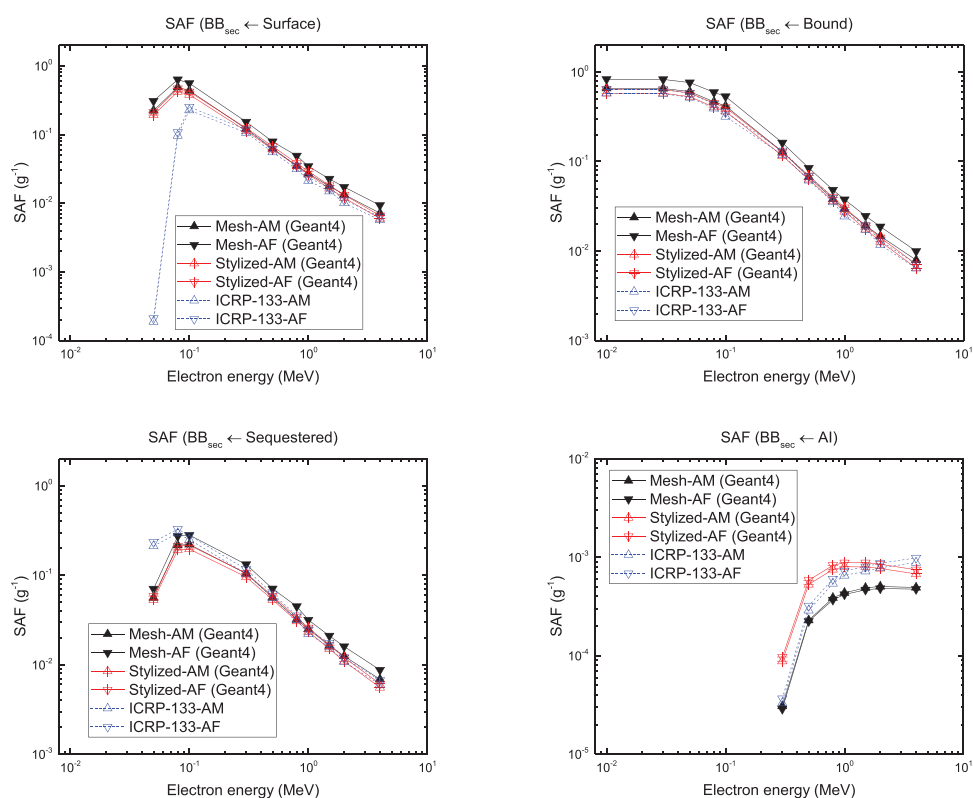 SAF (BBsec ← Surface)
SAF (g-1)
100
10-1
10-2
10-3
10-4
Mesh-AM (Geant4)
Mesh-AF (Geant4)
Stylized-AM (Geant4)
Stylized-AF (Geant4)
ICRP-133-AM
ICRP-133-AF
10-2 10-1 100 101
Electron energy (MeV)
SAF (BBsec ← Bound)
SAF (g-1)
100
10-1
10-2
10-3
Mesh-AM (Geant4)
Mesh-AF (Geant4)
Stylized-AM (Geant4)
Stylized-AF (Geant4)
ICRP-133-AM
ICRP-133-AF
10-2 10-1 100 101
Electron energy (MeV)
SAF (BBsec ← Sequestered)
SAF (g-1)
100
10-1
10-2
10-3
Mesh-AM (Geant4)
Mesh-AF (Geant4)
Stylized-AM (Geant4)
Stylized-AF (Geant4)
ICRP-133-AM
ICRP-133-AF
10-2 10-1 100 101
Electron energy (MeV)
SAF (BBsec ← AI)
SAF (g-1)
10-2
10-3
10-4
10-5
Mesh-AM (Geant4)
Mesh-AF (Geant4)
Stylized-AM (Geant4)
Stylized-AF (Geant4)
ICRP-133-AM
ICRP-133-AF
10-2 10-1 100 101
Electron energy (MeV)